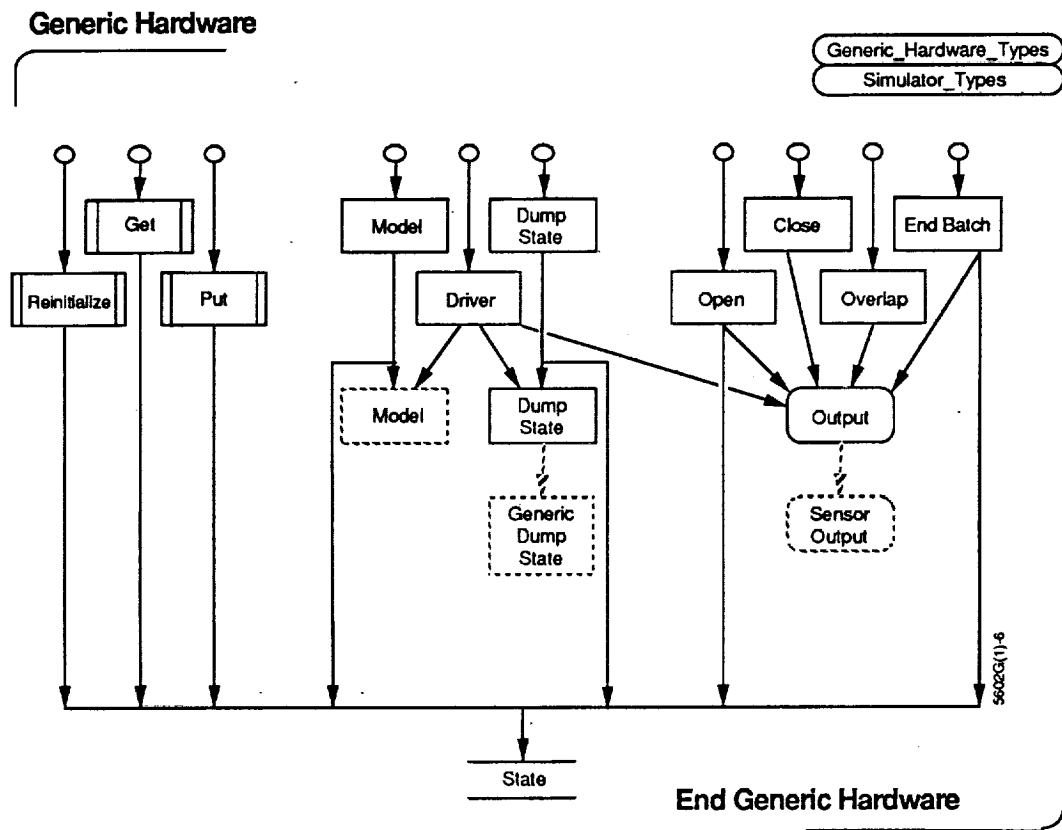 Generic Hardware
Generic_Hardware_Types
Simulator_Types
Get
Model
Dump
State
Close
End Batch
Reinitialize
Put
Driver
Open
Overlap
Model
Dump
State
Output
Generic
Dump
State
Sensor
Output
5602G(1)-6
State
End Generic Hardware